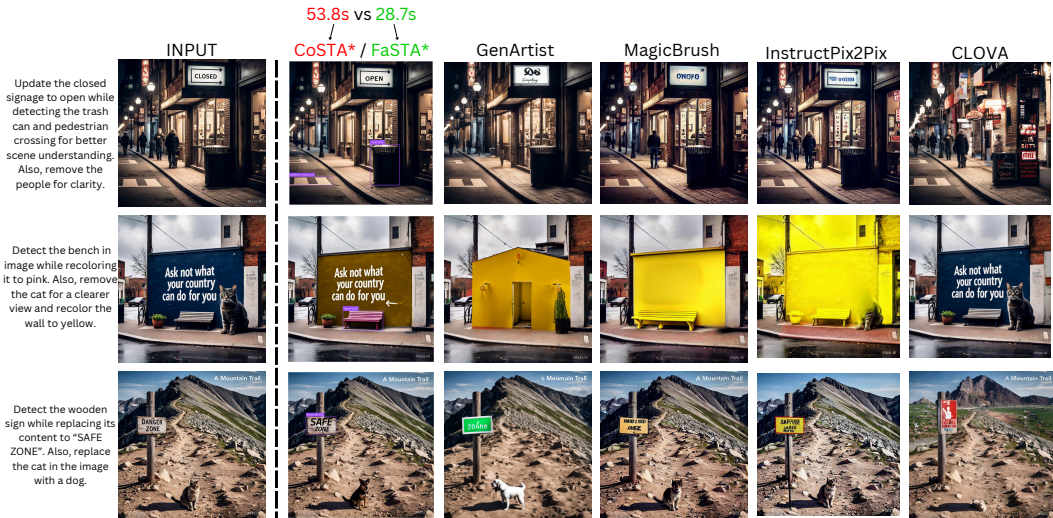 53.8s vs 28.7s
INPUT
CoSTA* / FaSTA*
GenArtist
MagicBrush
InstructPix2Pix
CLOVA
Update the closed
signage to open while
detecting the trash
can and pedestrian
crossing for better
scene understanding.
Also, remove the
people for clarity.
CLOSED
OPEN
Detect the bench in
image while recoloring
it to pink. Also, remove
the cat for a clearer
view and recolor the
wall to yellow.
Ask not what
your country
can do for you
Ask not what
your country
can do for you
Ask not what
your country
can do for you
Detect the wooden
sign while replacing its
content to “SAFE
ZONE”. Also, replace
the cat in the image
with a dog.
A Mountain Trail
DANGER
ZONE
A Mountain Trail
SAFE
ZONE
A Mountain Trail
A Mountain Trail